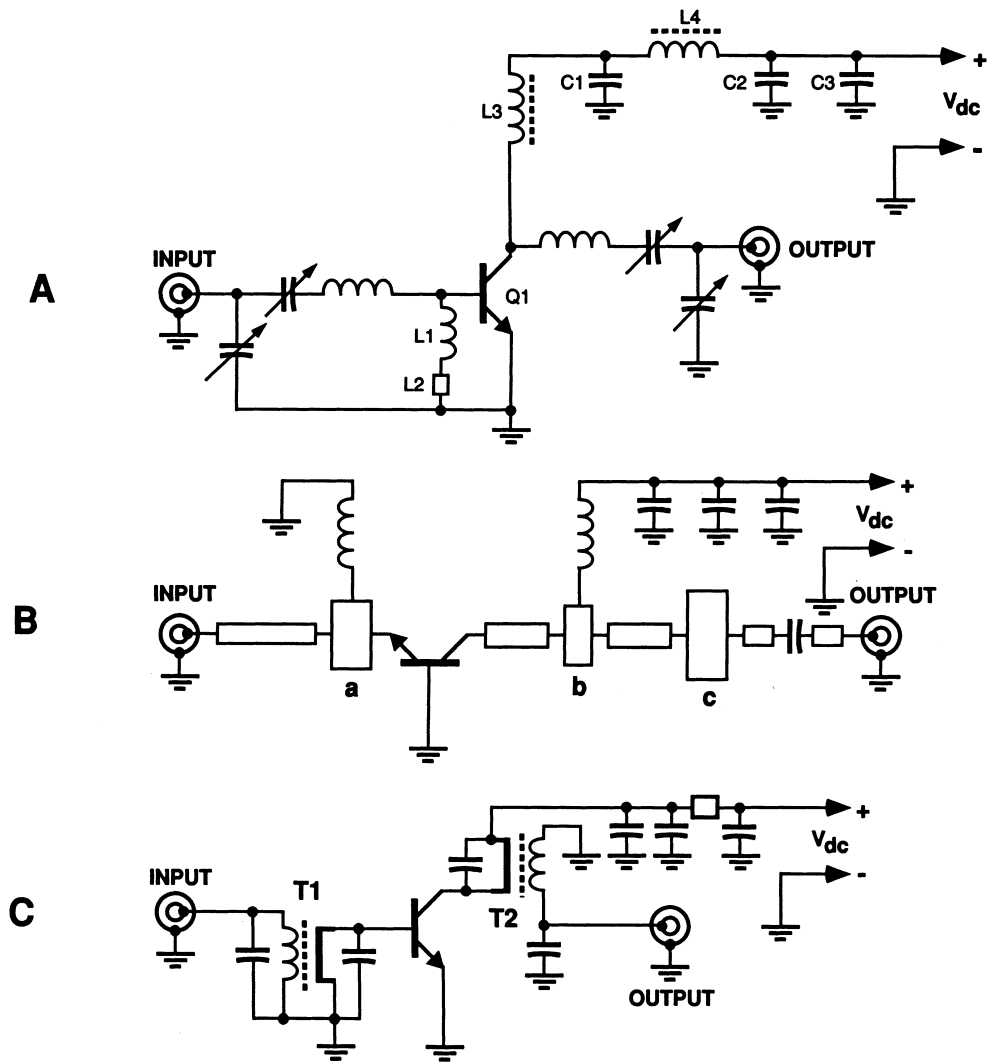 L4
C1
C2
C3
+
L3
Vdc
-
INPUT
OUTPUT
A
Q1
L1
L2
+
Vdc
-
INPUT
OUTPUT
B
a
b
c
+
Vdc
-
INPUT
T1
T2
C
OUTPUT